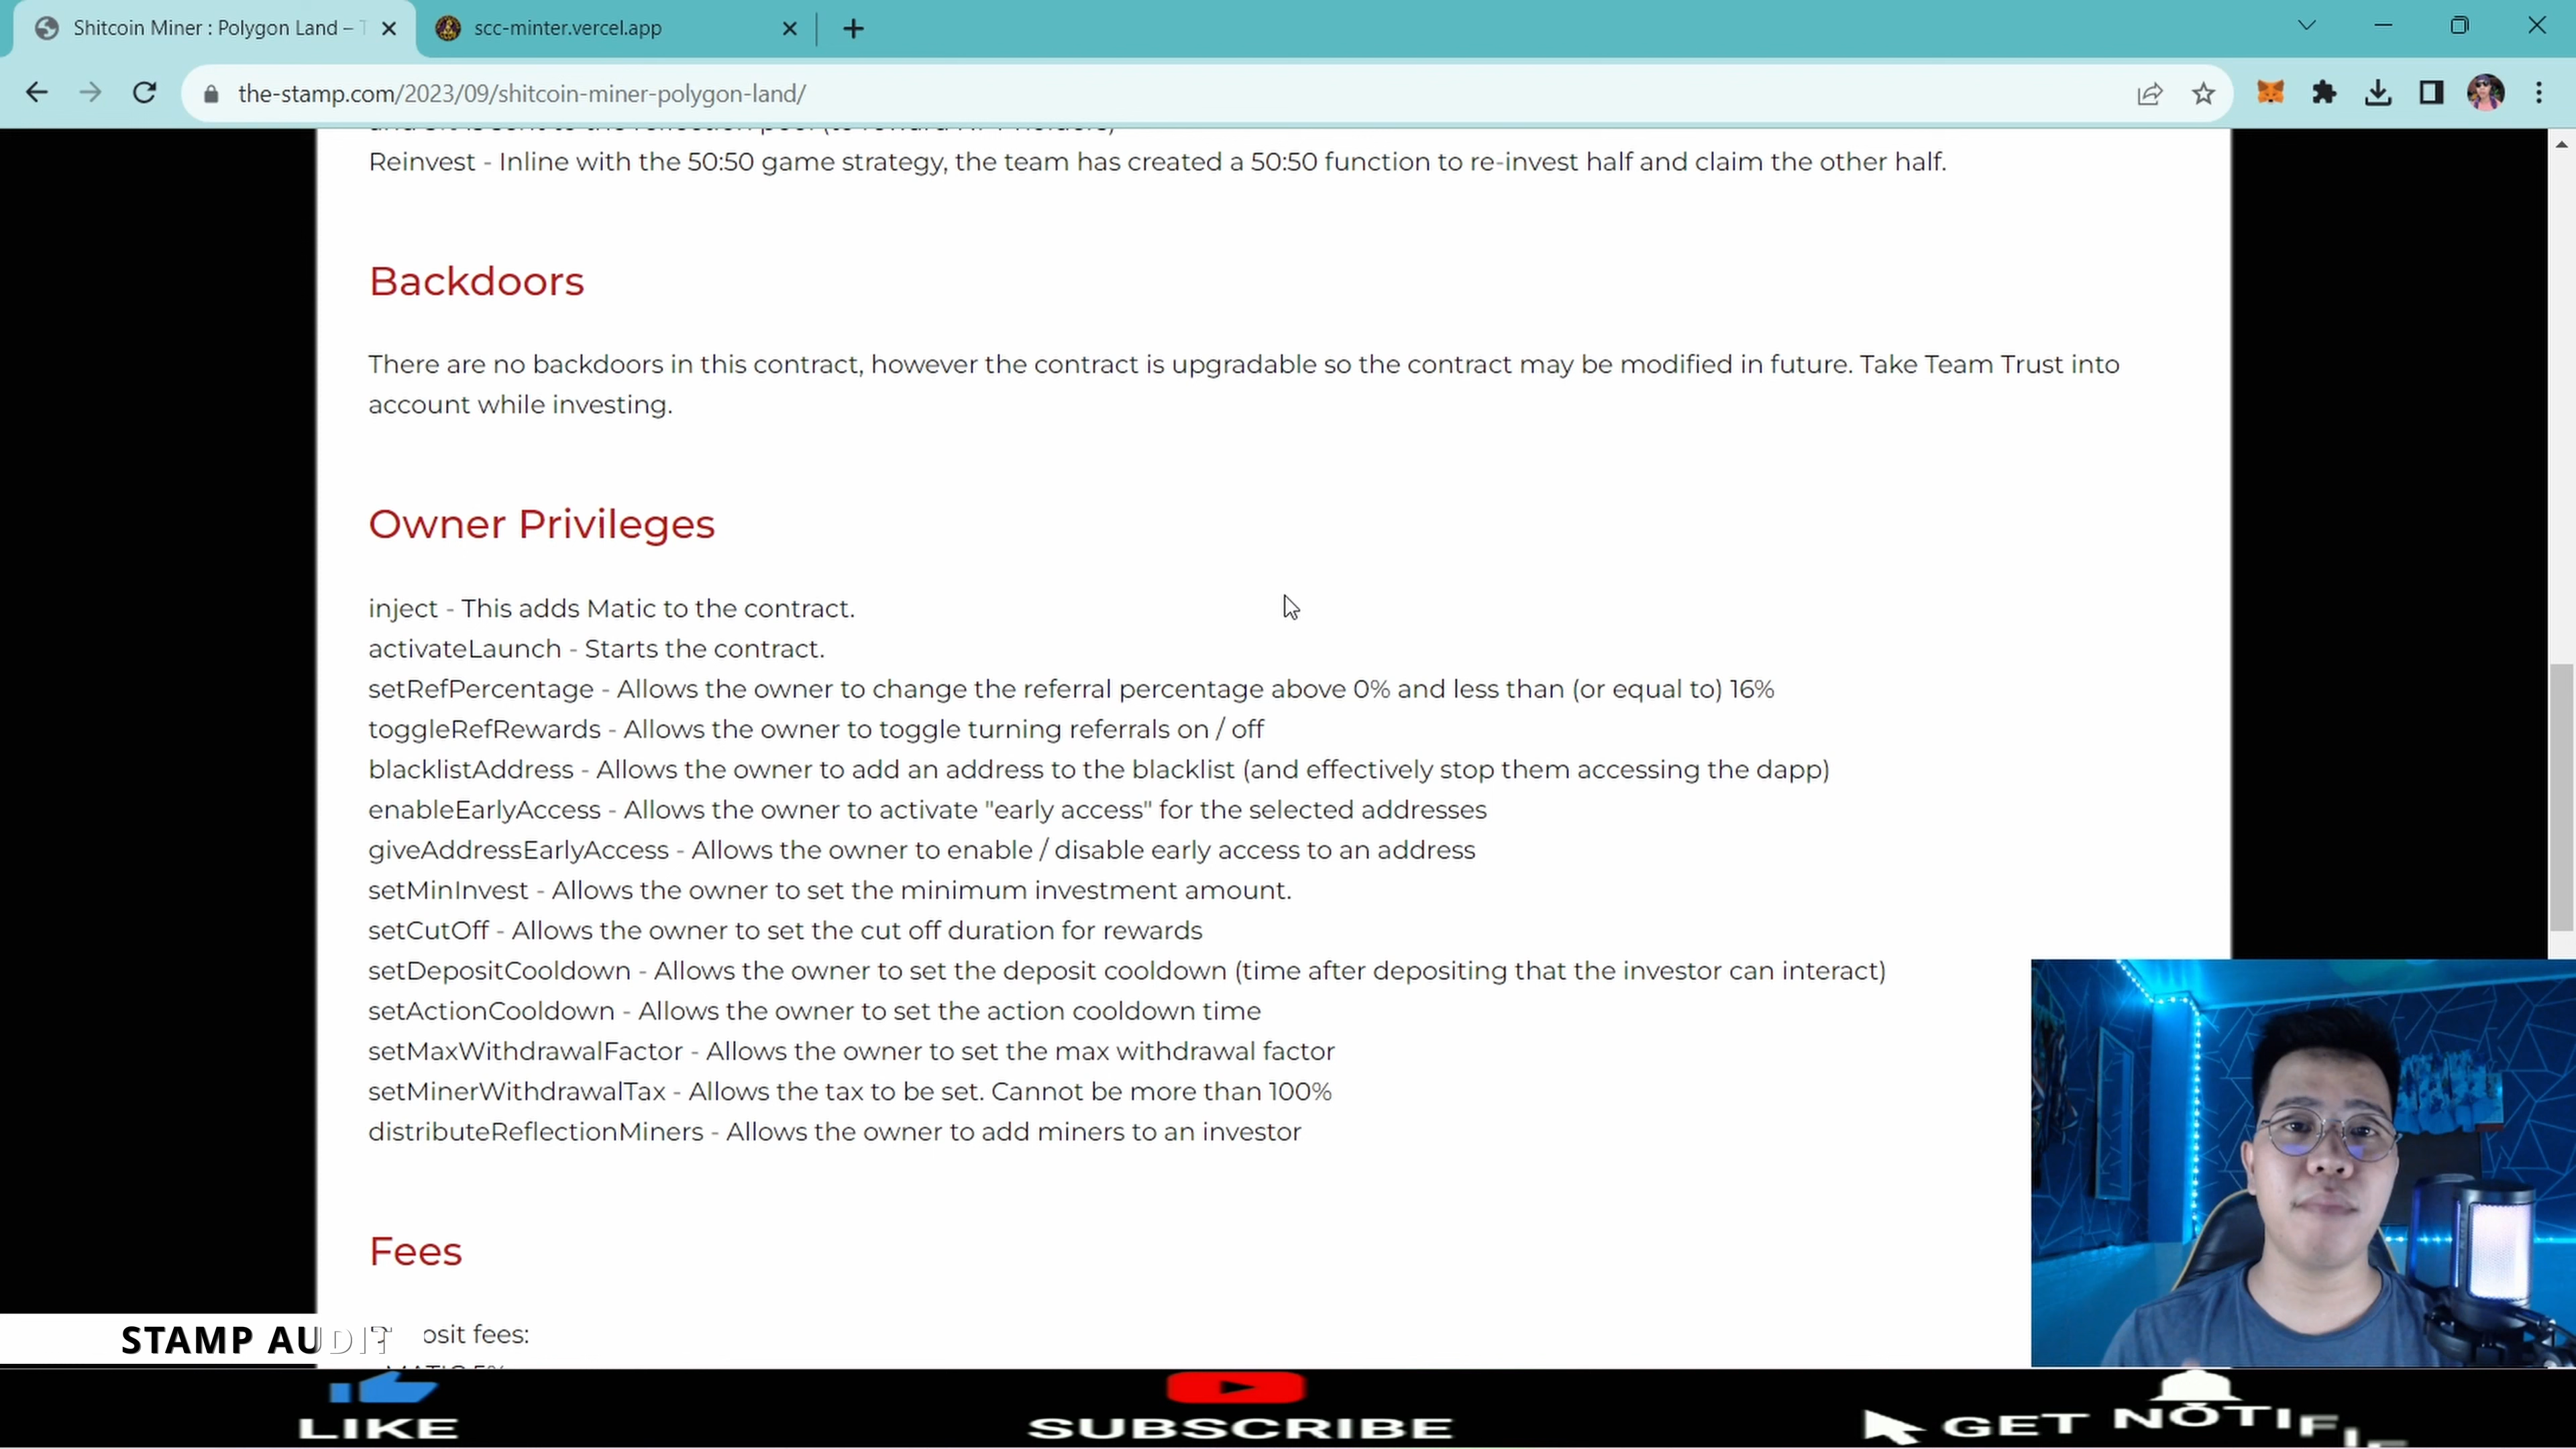 Shitcoin Miner : Polygon Land –
scc-minter.vercel.app
the-stamp.com/2023/09/shitcoin-miner-polygon-land/
Reinvest - Inline with the 50:50 game strategy, the team has created a 50:50 function to re-invest half and claim the other half.
Backdoors
There are no backdoors in this contract, however the contract is upgradable so the contract may be modified in future. Take Team Trust into
account while investing.
Owner Privileges
inject - This adds Matic to the contract.
activateLaunch - Starts the contract.
setRefPercentage - Allows the owner to change the referral percentage above 0% and less than (or equal to) 16%
toggleRefRewards - Allows the owner to toggle turning referrals on / off
blacklistAddress - Allows the owner to add an address to the blacklist (and effectively stop them accessing the dapp)
enableEarlyAccess - Allows the owner to activate "early access" for the selected addresses
giveAddressEarlyAccess - Allows the owner to enable / disable early access to an address
setMinInvest - Allows the owner to set the minimum investment amount.
setCutOff - Allows the owner to set the cut off duration for rewards
setDepositCooldown - Allows the owner to set the deposit cooldown (time after depositing that the investor can interact)
setActionCooldown - Allows the owner to set the action cooldown time
setMaxWithdrawalFactor - Allows the owner to set the max withdrawal factor
setMinerWithdrawalTax - Allows the tax to be set. Cannot be more than 100%
distributeReflectionMiners - Allows the owner to add miners to an investor
Fees
STAMP AUDIT
osit fees:
LIKE
SUBSCRIBE
GET NOTIFI